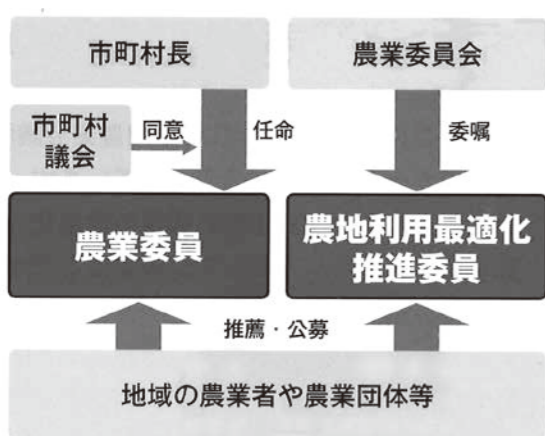 市町村長
農業委員会
市町村
議会
同意
任命
委嘱
農業委員
農地利用最適化
推進委員
推薦・公募
地域の農業者や農業団体等